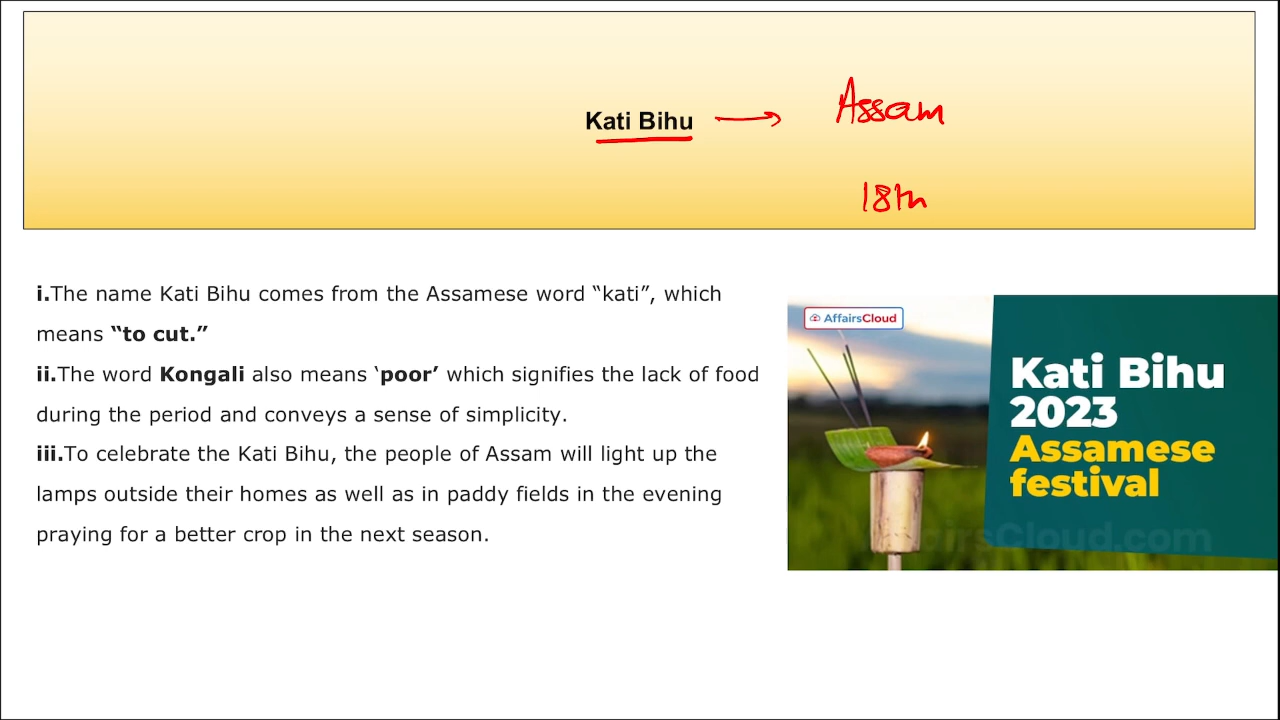 Kati Bihu → Assam
18th
i.The name Kati Bihu comes from the Assamese word “kati”, which
means “to cut.”
ii.The word Kongali also means ‘poor’ which signifies the lack of food
during the period and conveys a sense of simplicity.
iii.To celebrate the Kati Bihu, the people of Assam will light up the
lamps outside their homes as well as in paddy fields in the evening
praying for a better crop in the next season.
AffairsCloud
Kati Bihu
2023
Assamese
festival
AffairsCloud.com